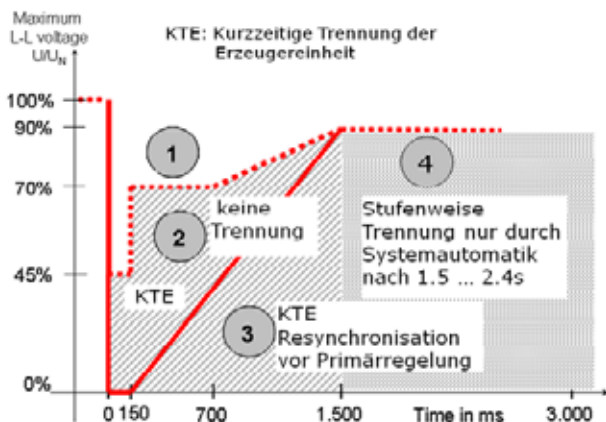 Maximum
L-L voltage
U/U_N
KTE: Kurzzeitige Trennung der
Erzeugereinheit
100%
90%
70%
45%
0%
1
2
keine
Trennung
KTE
3
KTE
Resynchronisation
vor Primärregelung
4
Stufenweise
Trennung nur durch
Systemautomatik
nach 1.5 ... 2.4s
0 150 700 1.500 Time in ms 3.000